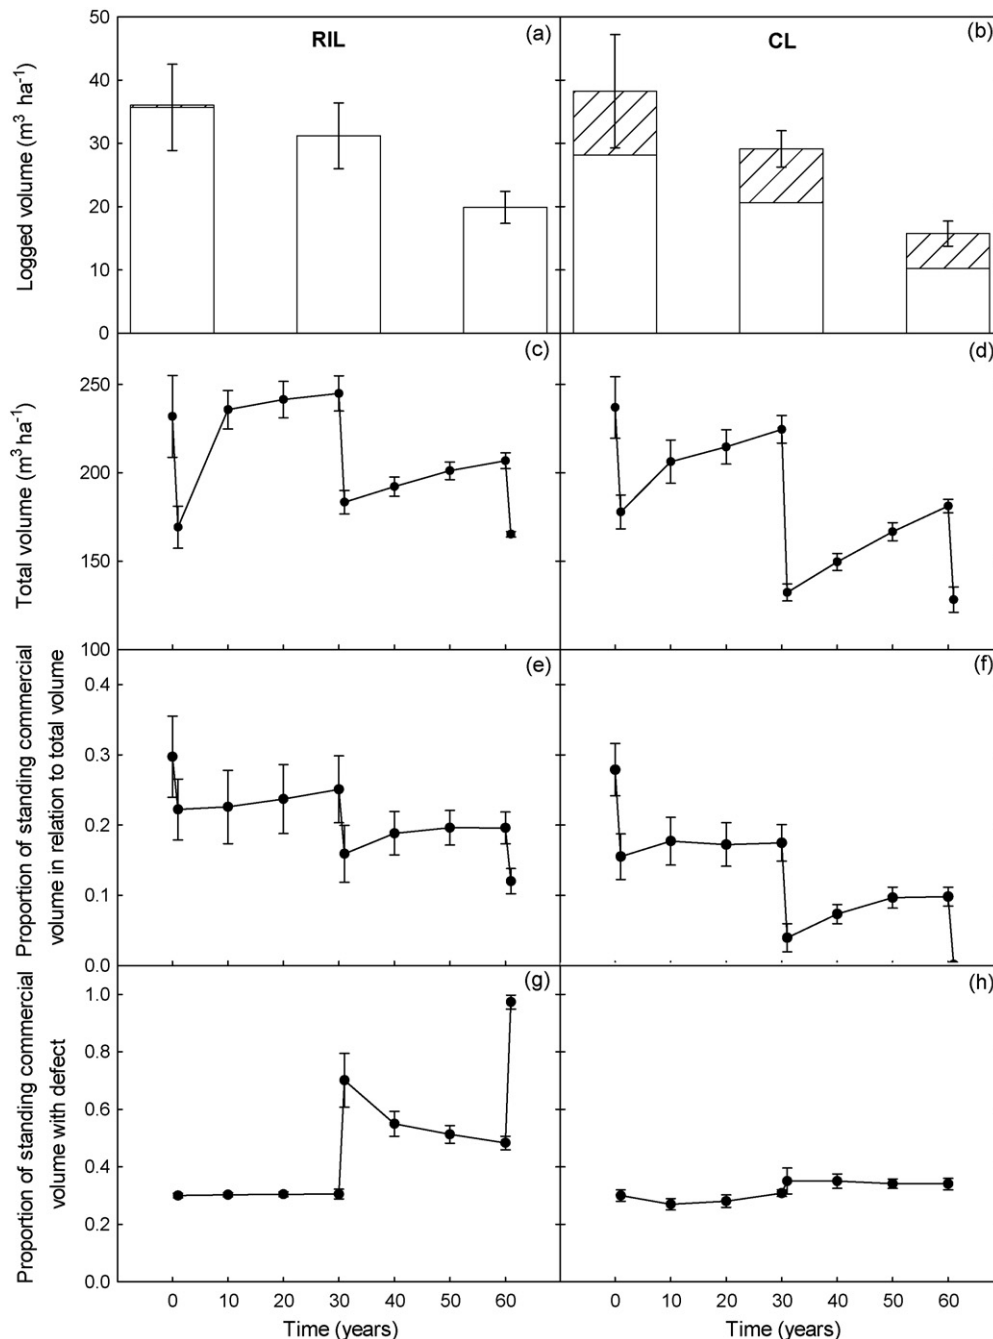 (a)
RIL
(b)
CL
Logged volume (m³ ha⁻¹)
50
40
30
20
10
0
(c)
(d)
Total volume (m³ ha⁻¹)
250
200
150
100
(e)
(f)
Proportion of standing commercial
volume in relation to total volume
0.4
0.3
0.2
0.1
0.0
(g)
(h)
Proportion of standing commercial
volume with defect
1.0
0.8
0.6
0.4
0.2
0.0
0 10 20 30 40 50 60
0 10 20 30 40 50 60
Time (years)
Time (years)